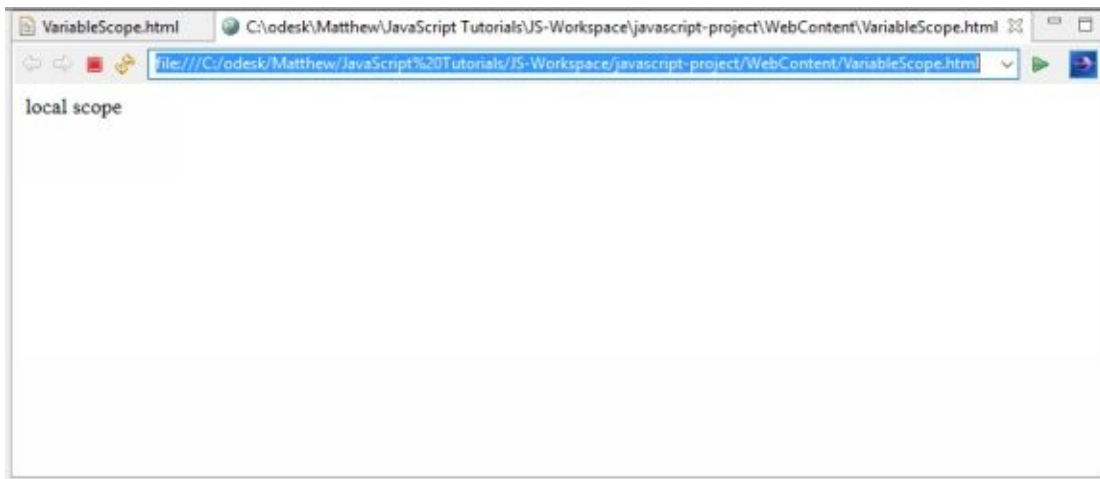 VariableScope.html
C:\odesk\Matthew\JavaScript Tutorials\JS-Workspace\javascript-project\WebContent\VariableScope.html
file:///C:/odesk/Matthew/JavaScript%20Tutorials/JS-Workspace/javascript-project/WebContent/VariableScope.html
local scope